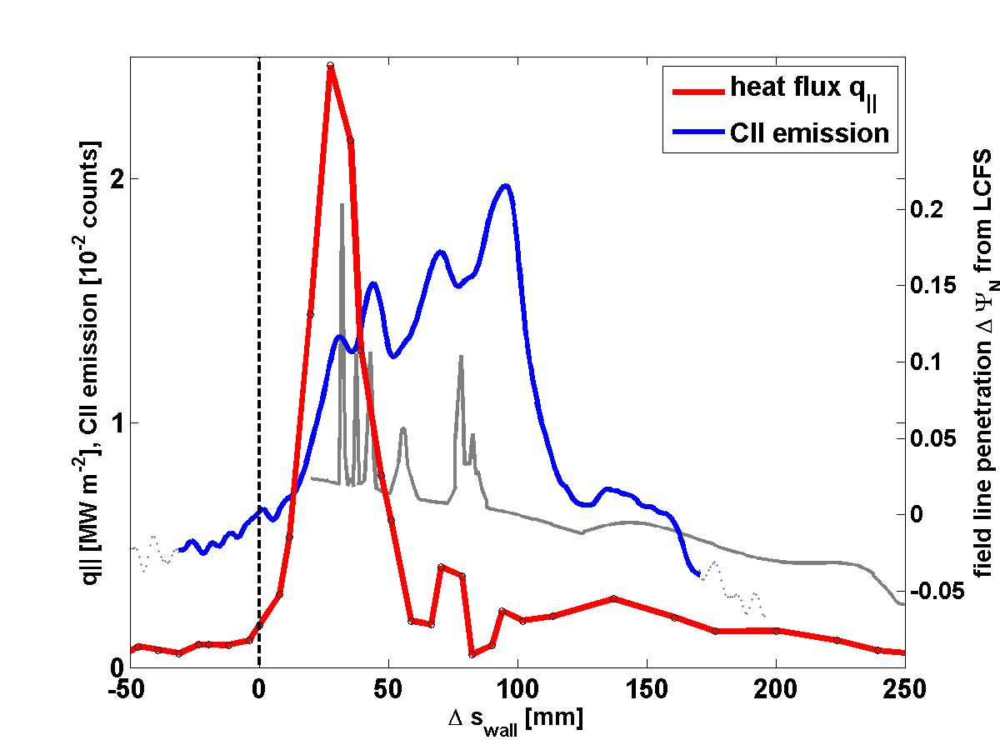 heat flux q||
CII emission
q|| [MW m-2], CII emission [10-2 counts]
2
1
0
0.2
0.15
0.1
0.05
0
-0.05
field line penetration Δ ΨN from LCFS
-50 0 50 100 150 200 250
Δ swall [mm]